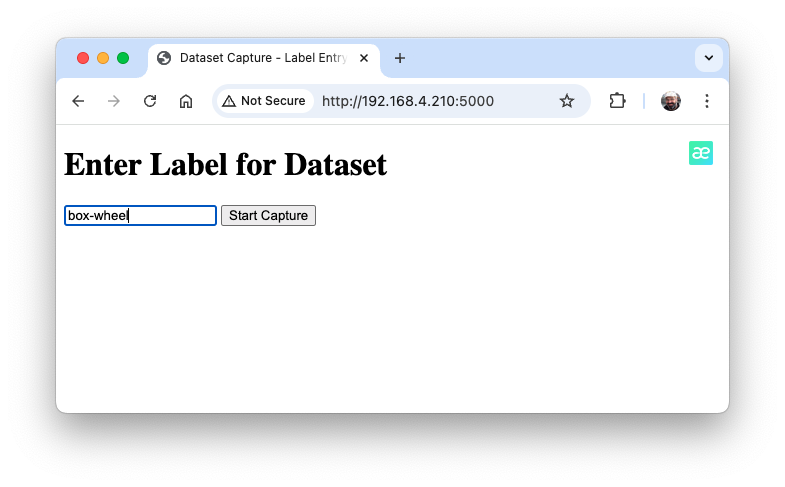 Dataset Capture - Label Entry
Not Secure http://192.168.4.210:5000
æ
Enter Label for Dataset
box-wheel Start Capture